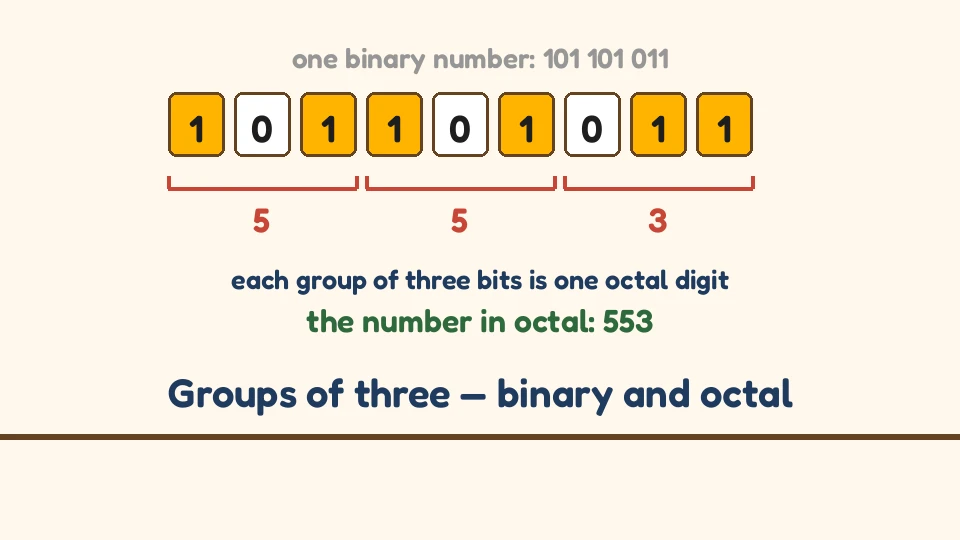 one binary number: 101 101 011
1 0 1 1 0 1 0 1 1
5 5 3
each group of three bits is one octal digit
the number in octal: 553
Groups of three — binary and octal